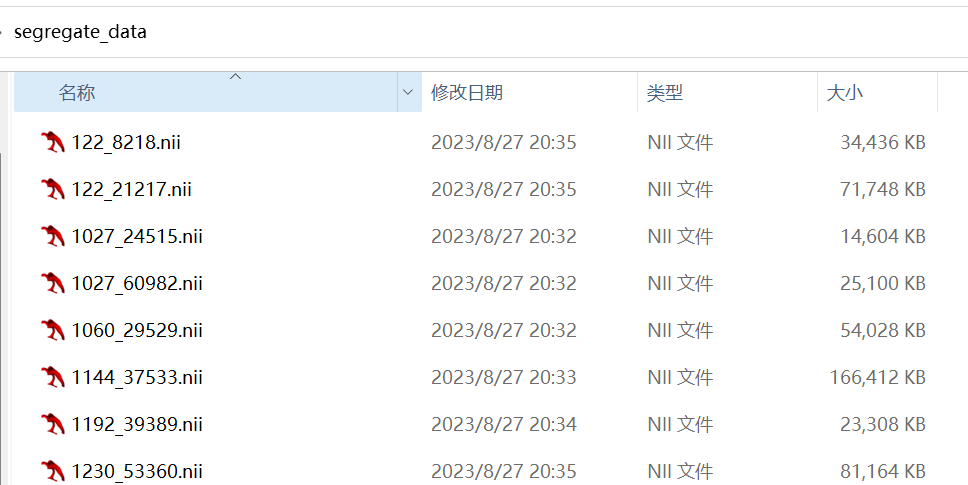 segregate_data
名称 修改日期 类型 大小
122_8218.nii 2023/8/27 20:35 NII 文件 34,436 KB
122_21217.nii 2023/8/27 20:35 NII 文件 71,748 KB
1027_24515.nii 2023/8/27 20:32 NII 文件 14,604 KB
1027_60982.nii 2023/8/27 20:32 NII 文件 25,100 KB
1060_29529.nii 2023/8/27 20:32 NII 文件 54,028 KB
1144_37533.nii 2023/8/27 20:33 NII 文件 166,412 KB
1192_39389.nii 2023/8/27 20:34 NII 文件 23,308 KB
1230_53360.nii 2023/8/27 20:35 NII 文件 81,164 KB